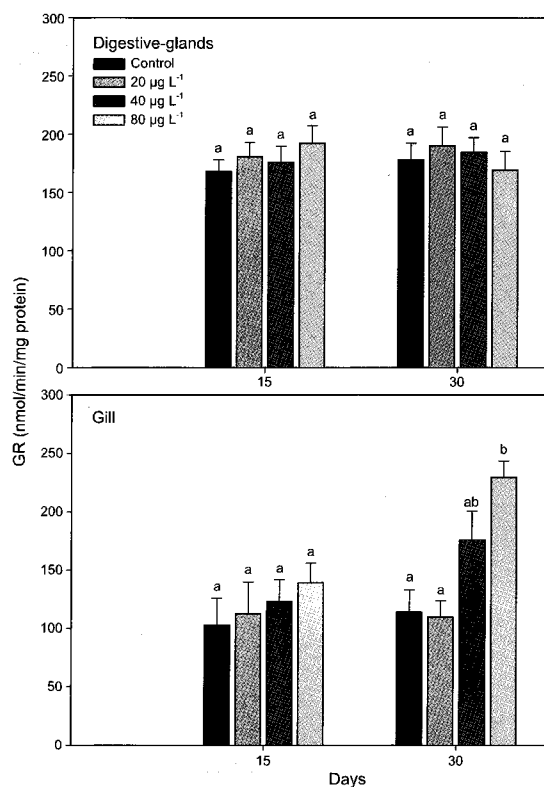 300
Digestive-glands
Control
20 µg L⁻¹
40 µg L⁻¹
80 µg L⁻¹
250
200
a a a a a a a a
150
100
50
0
15 30
GR (nmol/min/mg protein)
300
Gill
250
b
200
ab
150
a a a a a a
100
50
0
15 30
Days